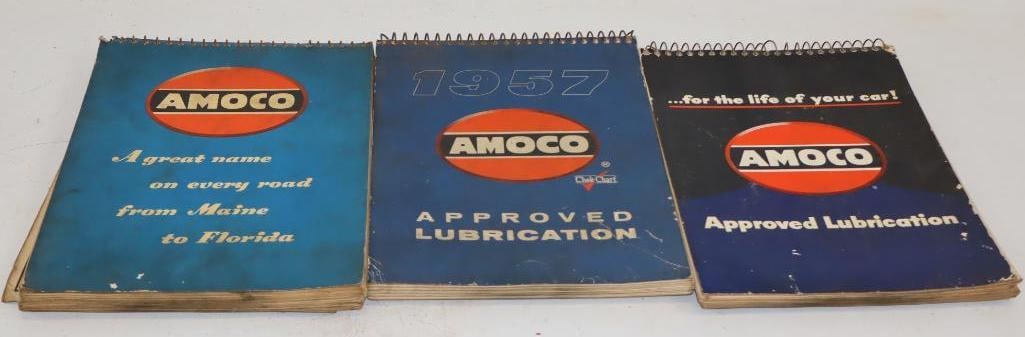 AMOCO
A great name
on every road
from Maine
to Florida
1957
AMOCO
®
Chek-Chart
APPROVED
LUBRICATION
...for the life of your car!
AMOCO
Approved Lubrication